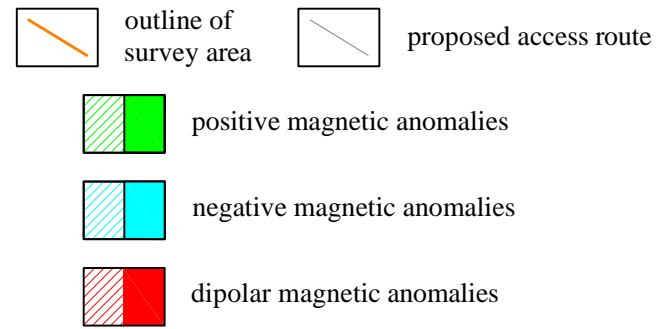 outline of
survey area
proposed access route
positive magnetic anomalies
negative magnetic anomalies
dipolar magnetic anomalies